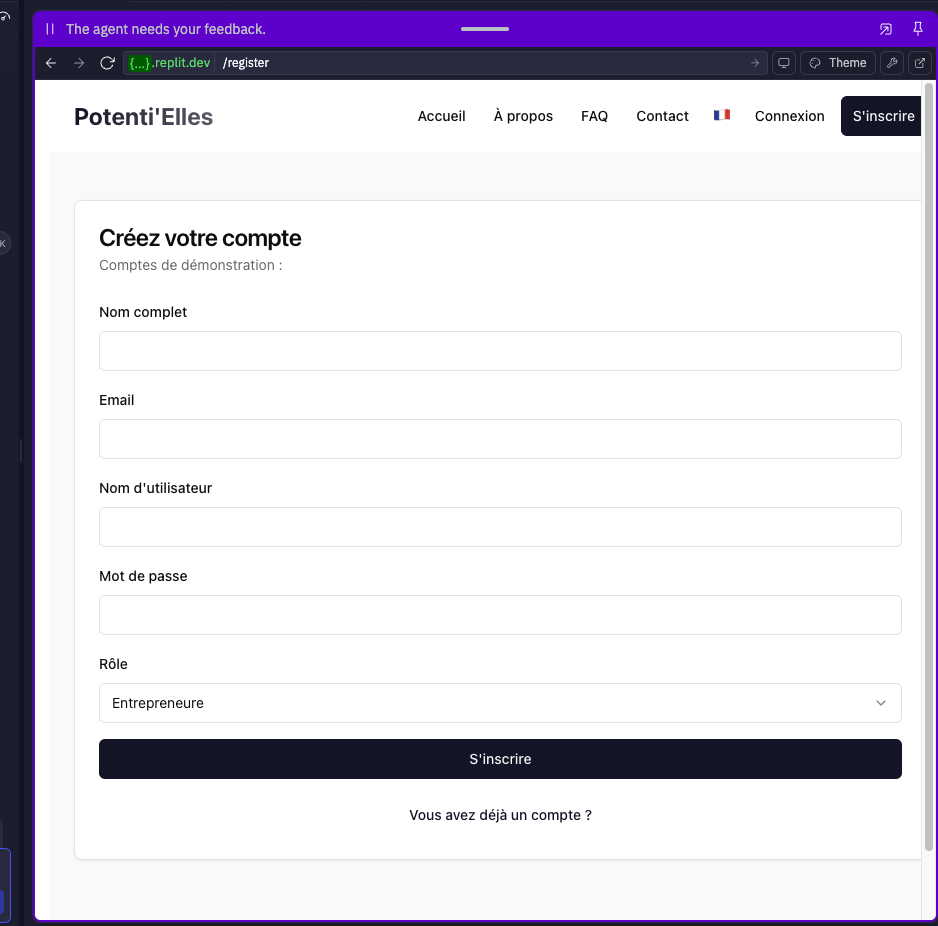 The agent needs your feedback.
{...}.replit.dev /register
Theme
Potenti'Elles
Accueil À propos FAQ Contact Connexion S'inscrire
K
Créez votre compte
Comptes de démonstration :
Nom complet
Email
Nom d'utilisateur
Mot de passe
Rôle
Entrepreneure
S'inscrire
Vous avez déjà un compte ?